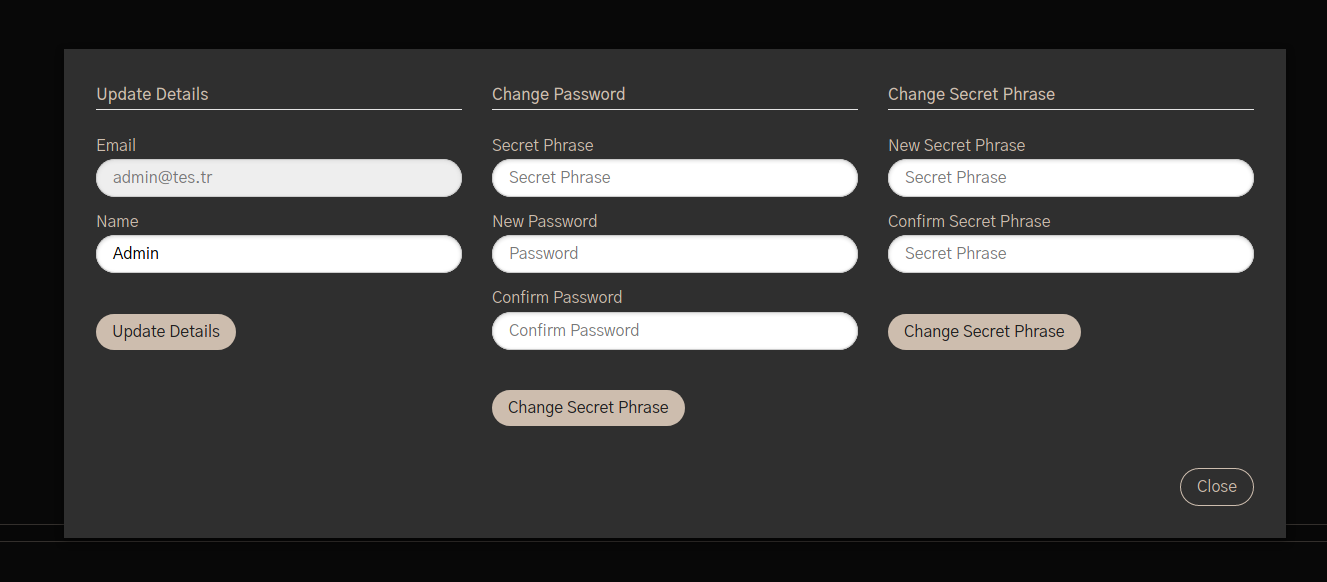 Update Details
Email
admin@tes.tr
Name
Admin
Update Details
Change Password
Secret Phrase
Secret Phrase
New Password
Password
Confirm Password
Confirm Password
Change Secret Phrase
Change Secret Phrase
New Secret Phrase
Secret Phrase
Confirm Secret Phrase
Secret Phrase
Change Secret Phrase
Close